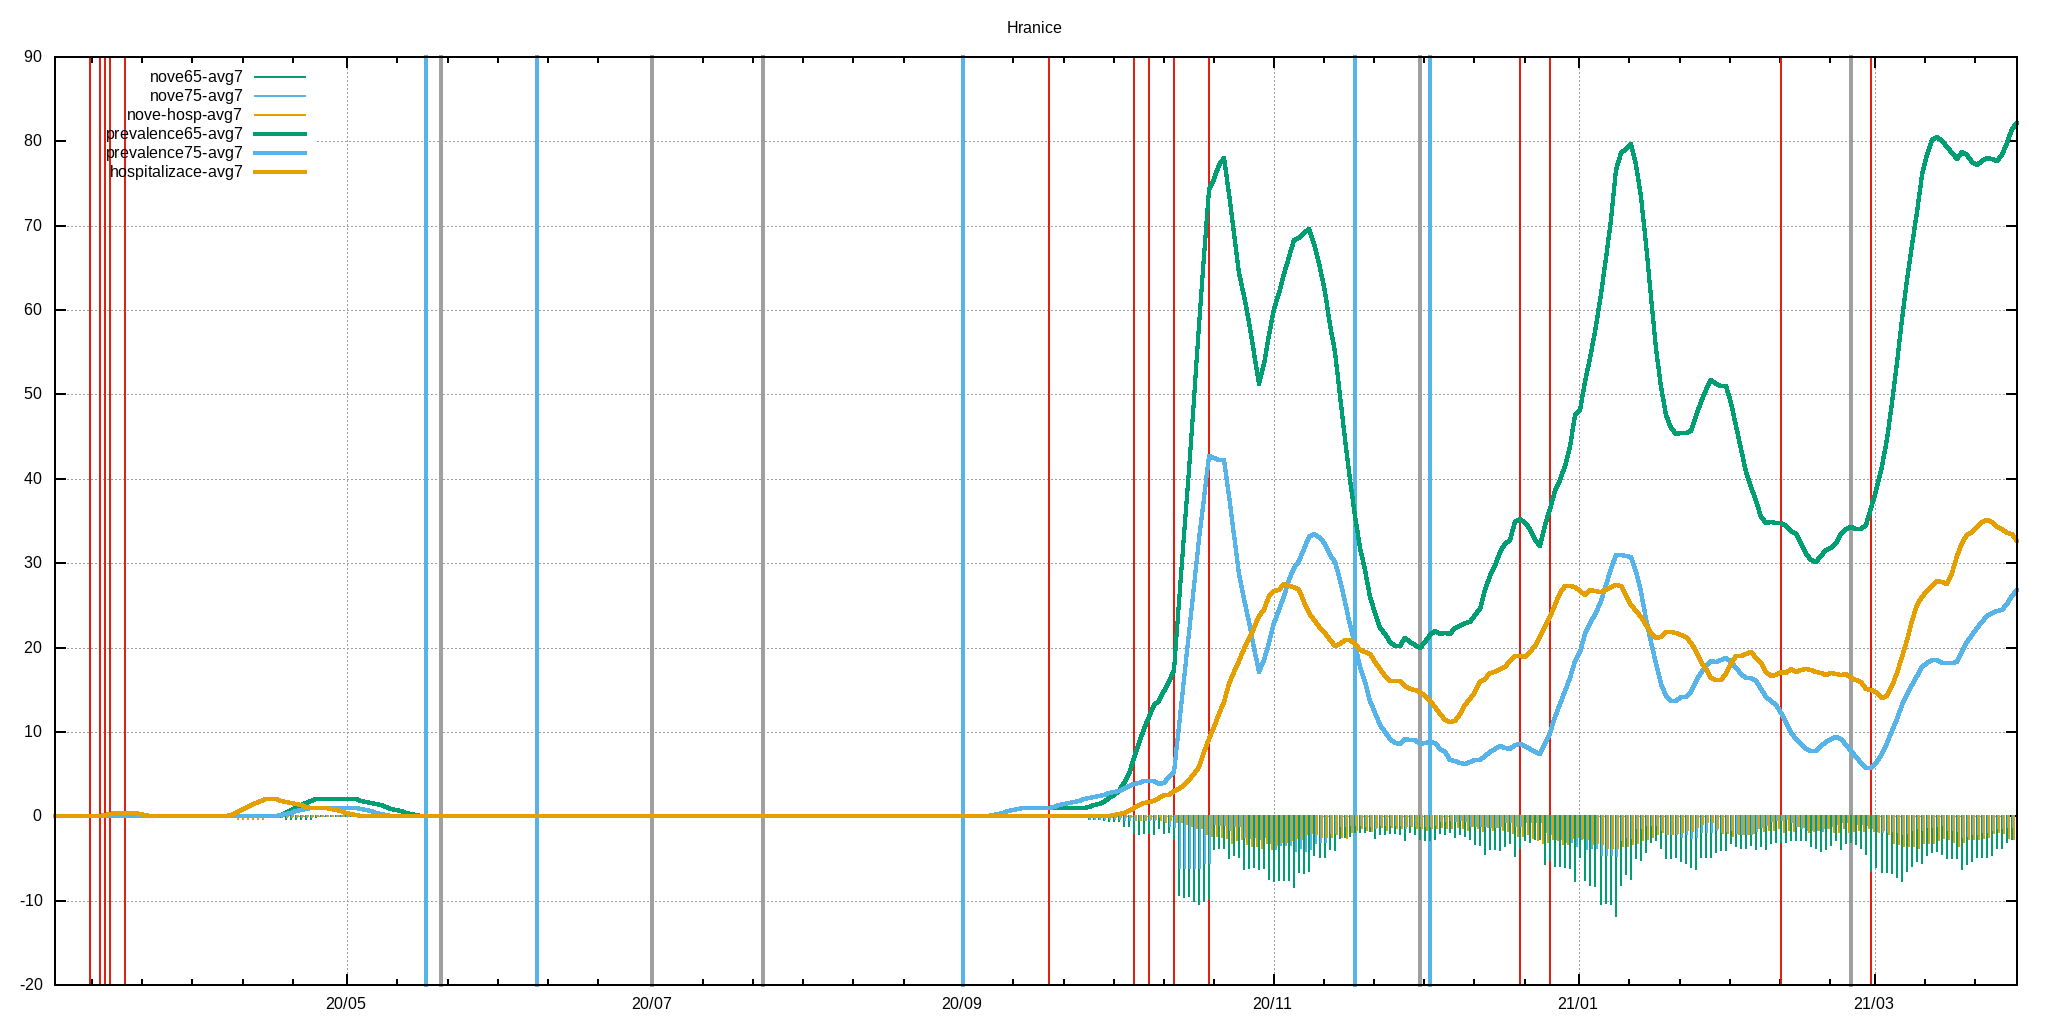 Hranice
90
80
70
60
50
40
30
20
10
0
-10
-20
nove65-avg7
nove75-avg7
nove-hosp-avg7
prevalence65-avg7
prevalence75-avg7
hospitalizace-avg7
20/05 20/07 20/09 20/11 21/01 21/03